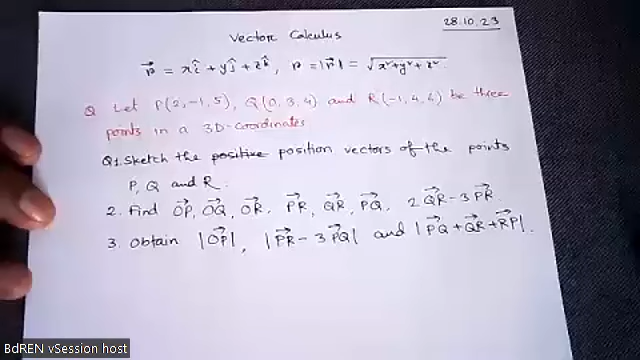 28.10.23
Vector Calculus
r⃗ = xî + yĵ + zk̂, r = |r⃗| = √x²+y²+z².
Q Let P(2,-1,5), Q(0,3,4) and R(-1,4,6) be three
points in a 3D-coordinates
Q1. Sketch the positive position vectors of the points
P, Q and R.
2. Find OP⃗, OQ⃗, OR⃗, PR⃗, QR⃗, PQ⃗, 2QR⃗-3PR⃗.
3. Obtain |OP⃗|, |PR⃗-3PQ⃗| and |PQ⃗+QR⃗+RP⃗|.
BdREN vSession host